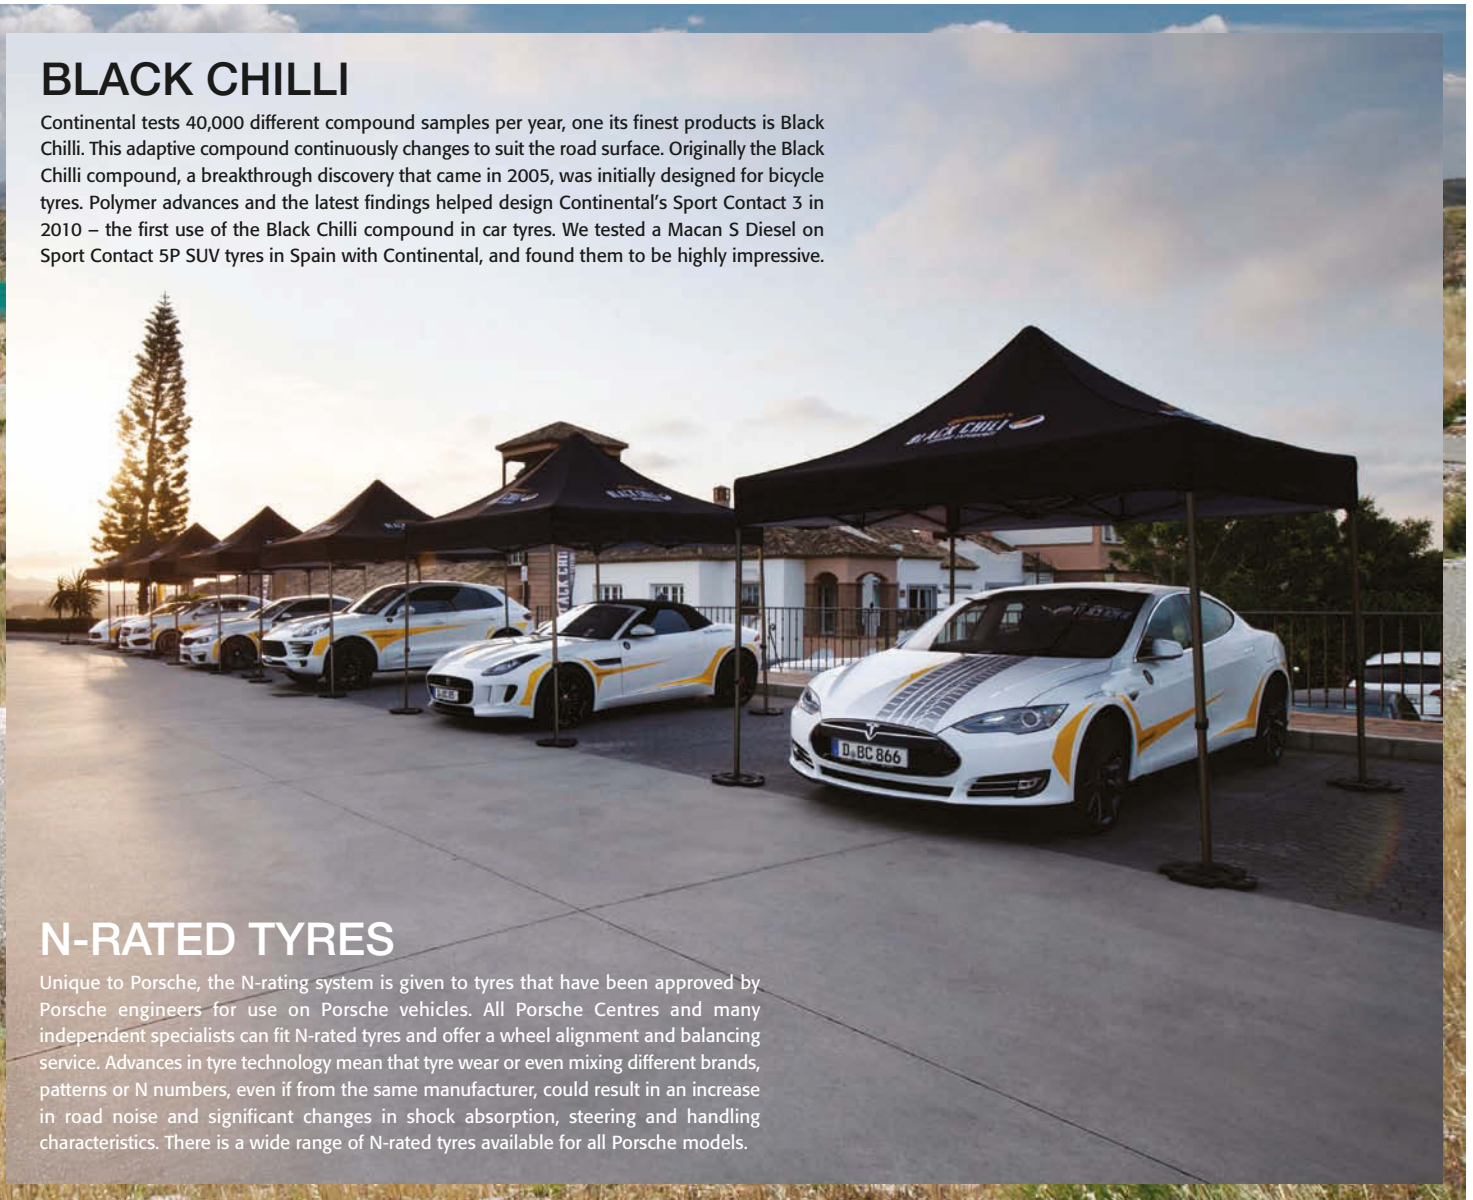 BLACK CHILLI
Continental tests 40,000 different compound samples per year, one its finest products is Black
Chilli. This adaptive compound continuously changes to suit the road surface. Originally the Black
Chilli compound, a breakthrough discovery that came in 2005, was initially designed for bicycle
tyres. Polymer advances and the latest findings helped design Continental's Sport Contact 3 in
2010 – the first use of the Black Chilli compound in car tyres. We tested a Macan S Diesel on
Sport Contact 5P SUV tyres in Spain with Continental, and found them to be highly impressive.
BLACK CHILI
BLACK CHILI
D BC 866
N-RATED TYRES
Unique to Porsche, the N-rating system is given to tyres that have been approved by
Porsche engineers for use on Porsche vehicles. All Porsche Centres and many
independent specialists can fit N-rated tyres and offer a wheel alignment and balancing
service. Advances in tyre technology mean that tyre wear or even mixing different brands,
patterns or N numbers, even if from the same manufacturer, could result in an increase
in road noise and significant changes in shock absorption, steering and handling
characteristics. There is a wide range of N-rated tyres available for all Porsche models.